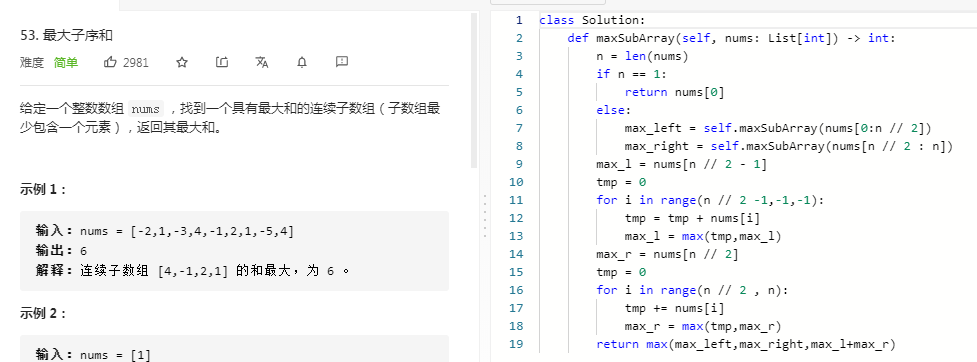 53. 最大子序和
难度 简单 2981
给定一个整数数组 nums ，找到一个具有最大和的连续子数组（子数组最
少包含一个元素），返回其最大和。
示例 1：
输入：nums = [-2,1,-3,4,-1,2,1,-5,4]
输出：6
解释：连续子数组 [4,-1,2,1] 的和最大，为 6 。
示例 2：
输入：nums = [1]
1 class Solution:
2     def maxSubArray(self, nums: List[int]) -> int:
3         n = len(nums)
4         if n == 1:
5             return nums[0]
6         else:
7             max_left = self.maxSubArray(nums[0:n // 2])
8             max_right = self.maxSubArray(nums[n // 2 : n])
9         max_l = nums[n // 2 - 1]
10         tmp = 0
11         for i in range(n // 2 -1,-1,-1):
12             tmp = tmp + nums[i]
13             max_l = max(tmp,max_l)
14         max_r = nums[n // 2]
15         tmp = 0
16         for i in range(n // 2 , n):
17             tmp += nums[i]
18             max_r = max(tmp,max_r)
19         return max(max_left,max_right,max_l+max_r)